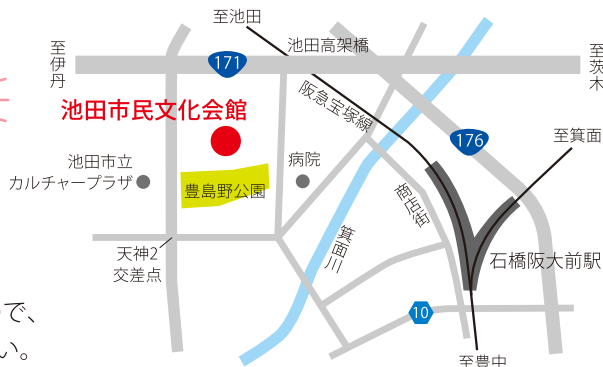 至池田
池田高架橋
至伊丹
171
至茨木
池田市民文化会館
阪急宝塚線
176
至箕面
池田市立
カルチャープラザ
病院
豊島野公園
商店街
箕面川
天神2
交差点
石橋阪大前駅
10
至豊中
で、
い。